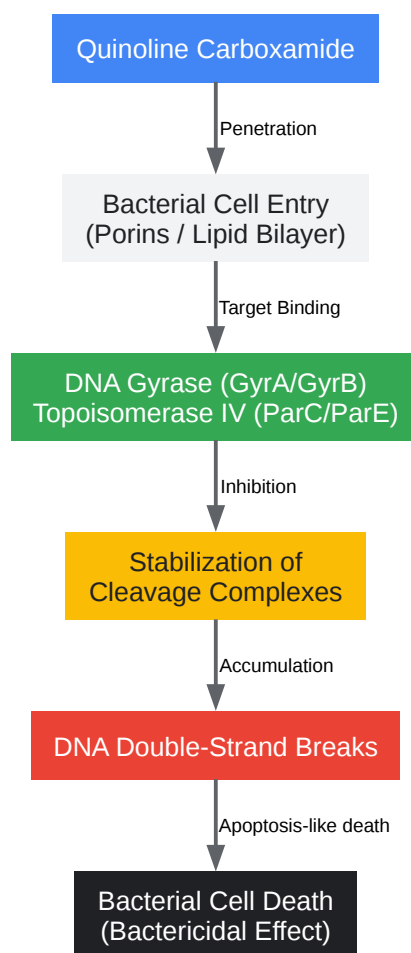 Quinoline Carboxamide
Penetration
Bacterial Cell Entry
(Porins / Lipid Bilayer)
Target Binding
DNA Gyrase (GyrA/GyrB)
Topoisomerase IV (ParC/ParE)
Inhibition
Stabilization of
Cleavage Complexes
Accumulation
DNA Double-Strand Breaks
Apoptosis-like death
Bacterial Cell Death
(Bactericidal Effect)